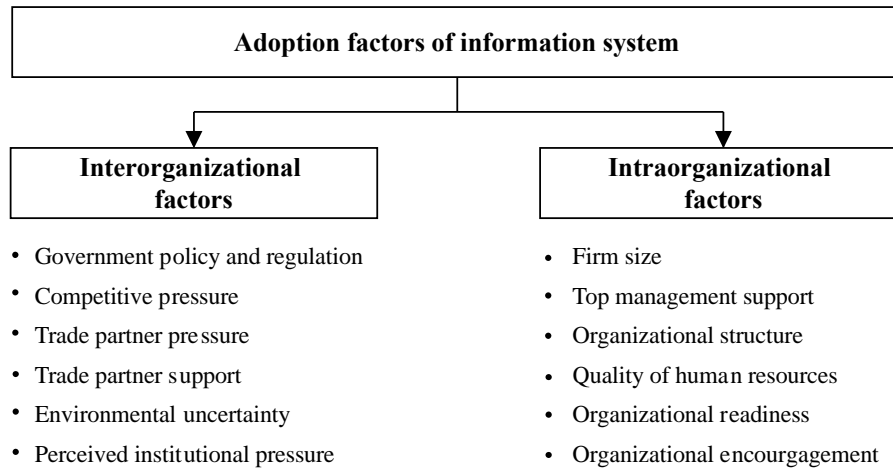 Adoption factors of information system
Interorganizational
factors
• Government policy and regulation
• Competitive pressure
• Trade partner pressure
• Trade partner support
• Environmental uncertainty
• Perceived institutional pressure
Intraorganizational
factors
• Firm size
• Top management support
• Organizational structure
• Quality of human resources
• Organizational readiness
• Organizational encourgagement